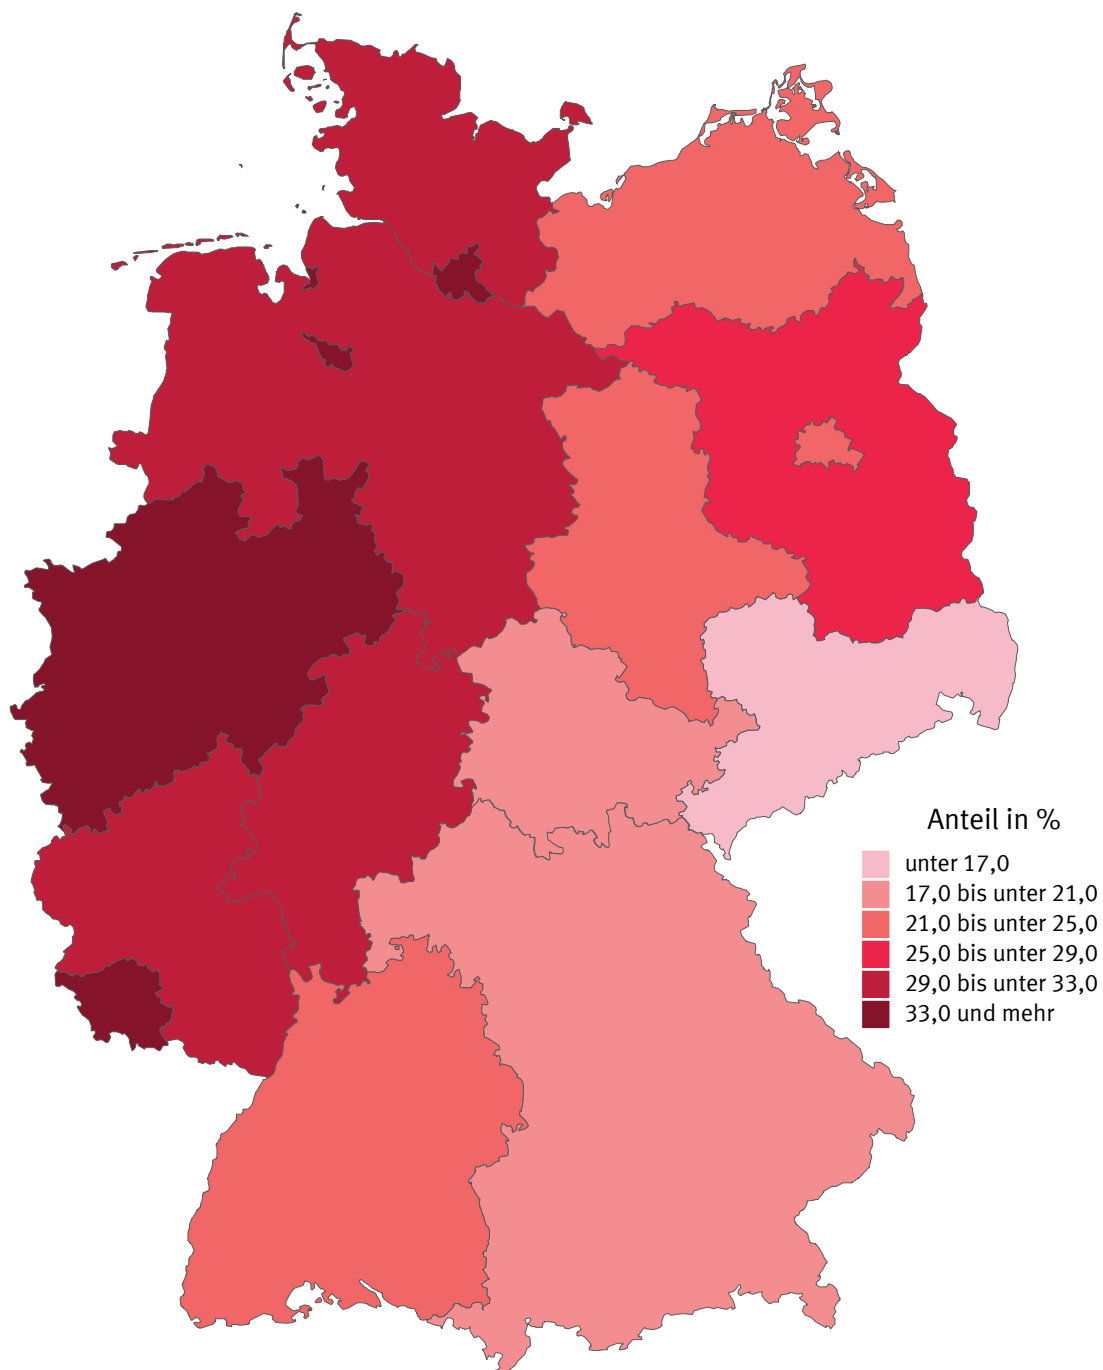 Anteil in %
unter 17,0
17,0 bis unter 21,0
21,0 bis unter 25,0
25,0 bis unter 29,0
29,0 bis unter 33,0
33,0 und mehr